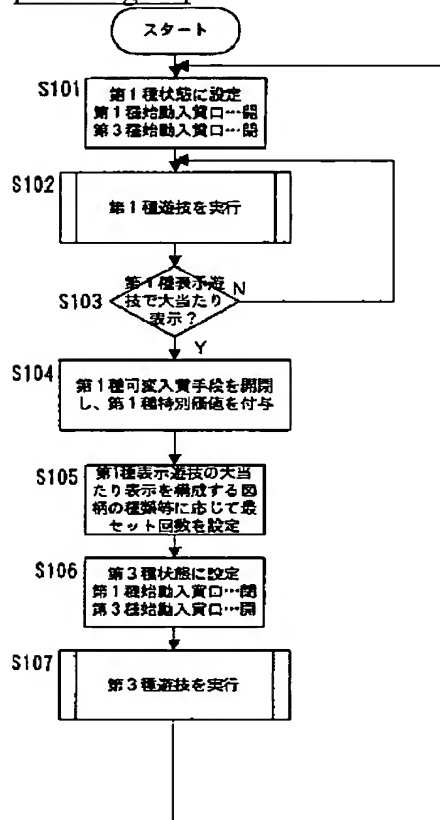 スタート
S101
第1種状態に設定
第1種始動入賞口…開
第3種始動入賞口…閉
S102
第1種遊技を実行
S103
第1種表示遊
技で大当たり
表示?
N
Y
S104
第1種可変入賞手段を開閉
し、第1種特別価値を付与
S105
第1種表示遊技の大当
たり表示を構成する図
柄の種類等に応じて最
セット回数を設定
S106
第3種状態に設定
第1種始動入賞口…閉
第3種始動入賞口…開
S107
第3種遊技を実行